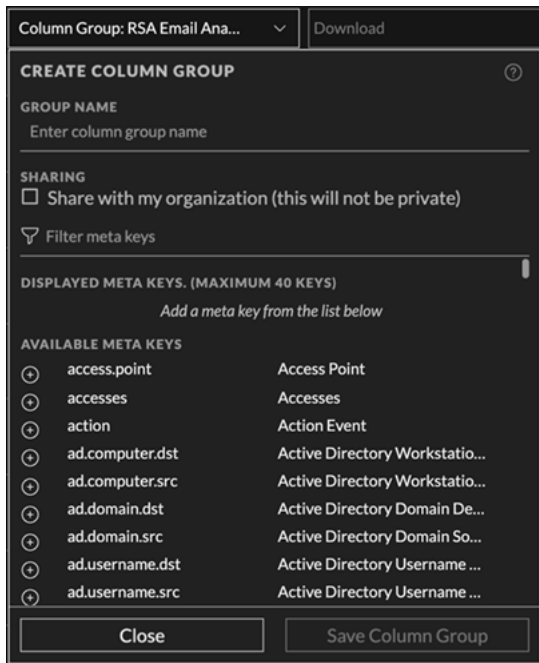 Column Group: RSA Email Ana... Download
CREATE COLUMN GROUP
GROUP NAME
Enter column group name
SHARING
Share with my organization (this will not be private)
Filter meta keys
DISPLAYED META KEYS. (MAXIMUM 40 KEYS)
Add a meta key from the list below
AVAILABLE META KEYS
access.point Access Point
accesses Accesses
action Action Event
ad.computer.dst Active Directory Workstatio...
ad.computer.src Active Directory Workstatio...
ad.domain.dst Active Directory Domain De...
ad.domain.src Active Directory Domain So...
ad.username.dst Active Directory Username ...
ad.username.src Active Directory Username ...
Close Save Column Group